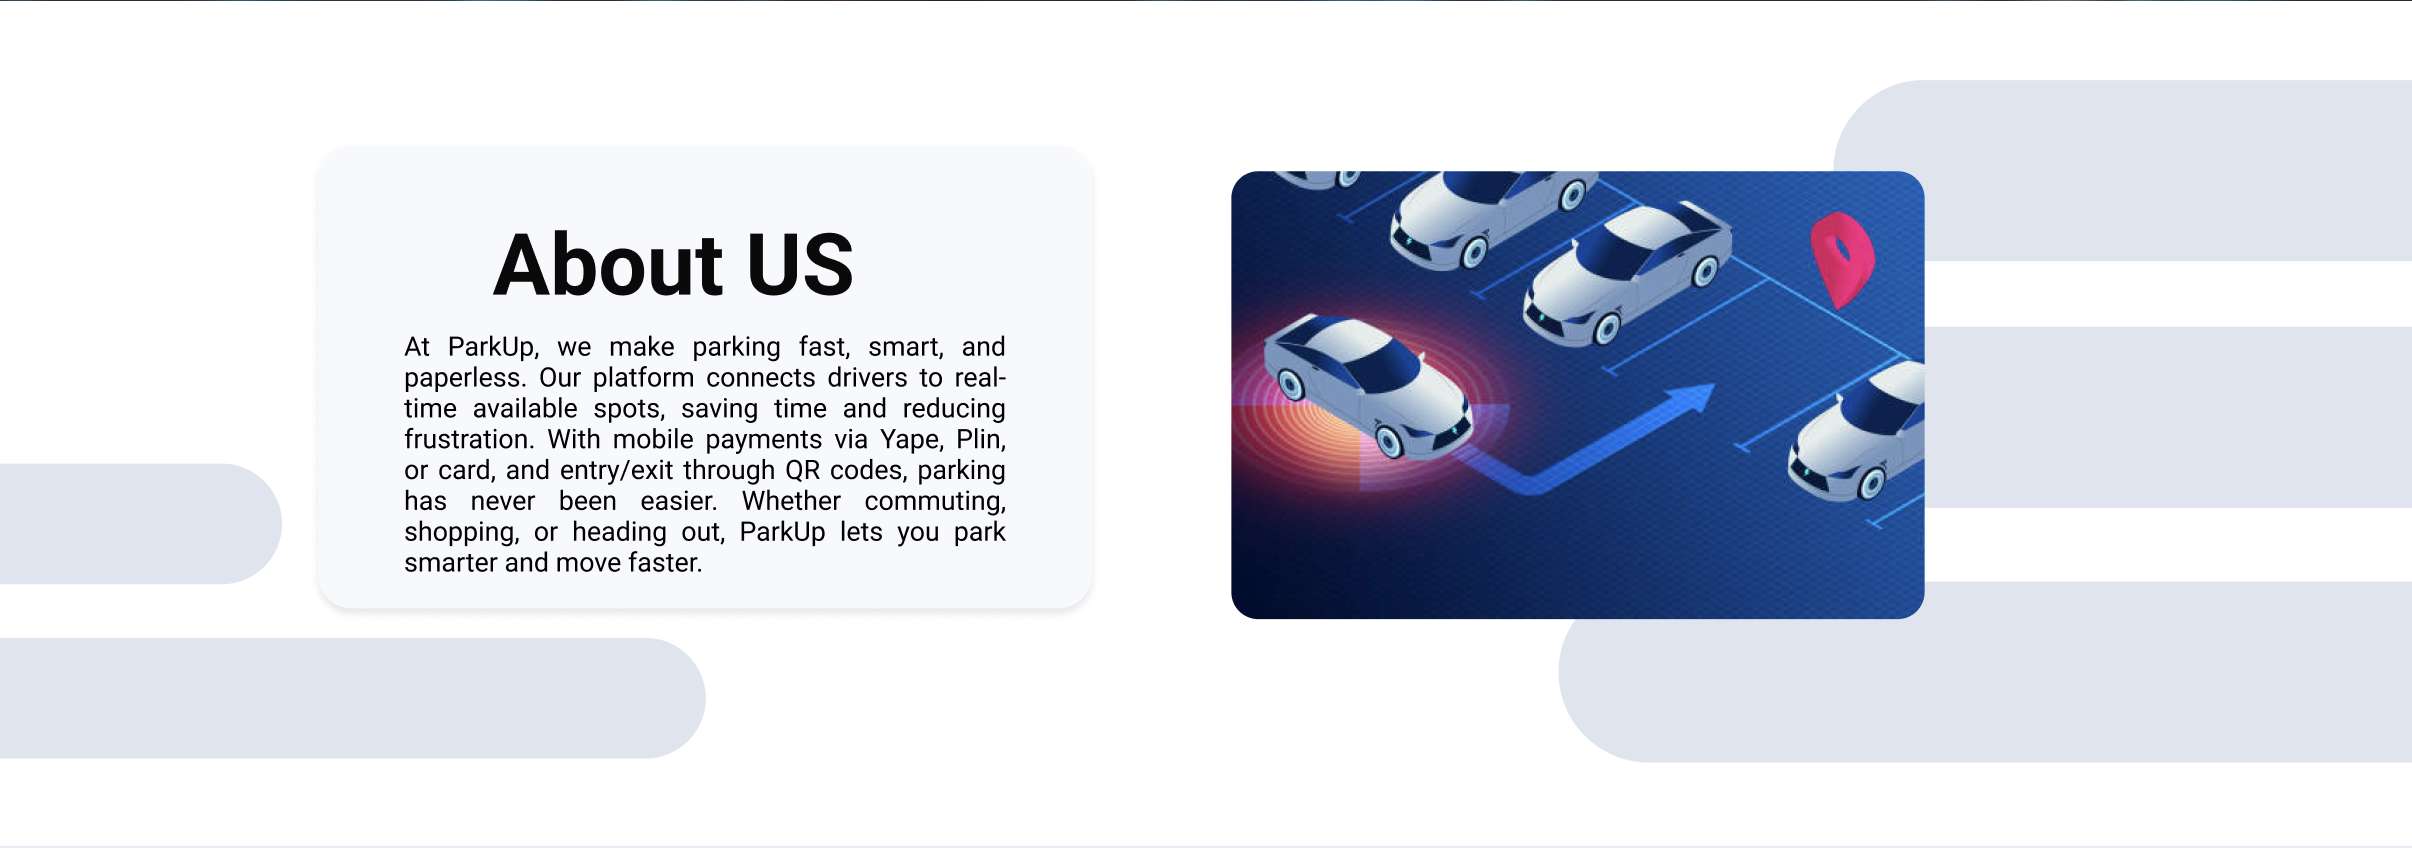 About US
At ParkUp, we make parking fast, smart, and
paperless. Our platform connects drivers to real-
time available spots, saving time and reducing
frustration. With mobile payments via Yape, Plin,
or card, and entry/exit through QR codes, parking
has never been easier. Whether commuting,
shopping, or heading out, ParkUp lets you park
smarter and move faster.